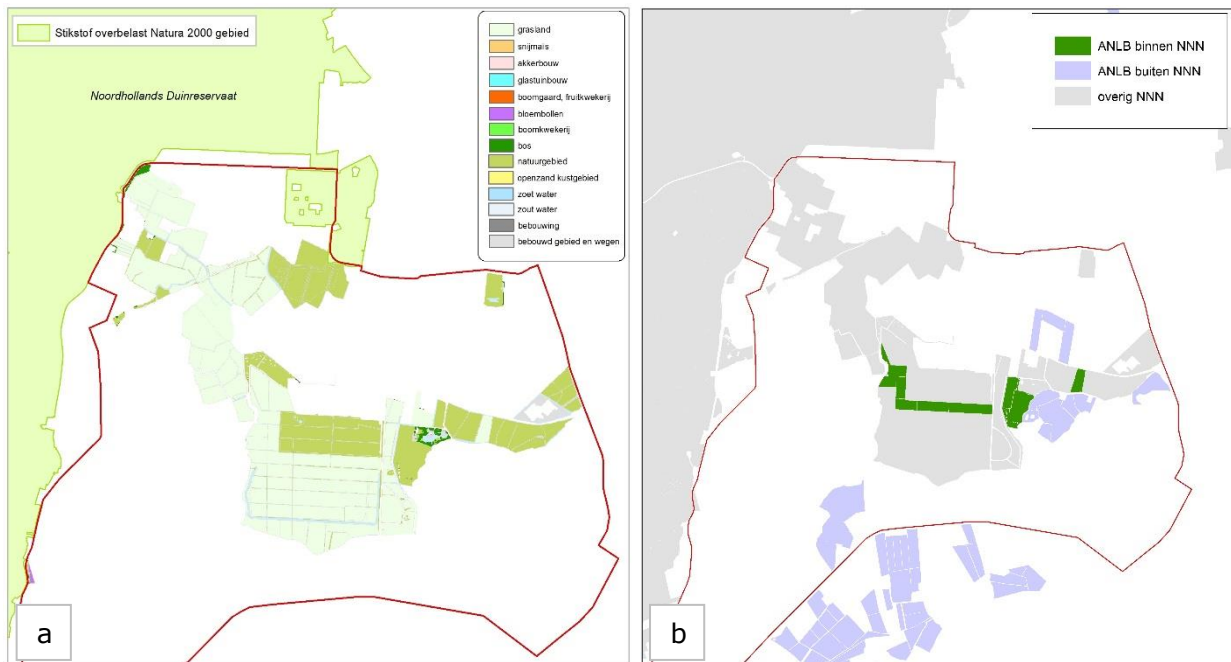 Stikstof overbelast Natura 2000 gebied
Noordhollands Duinreservaat
grasland
snijmais
akkerbouw
glastuinbouw
boomgaard, fruitkwekerij
bloembollen
boomkwekerij
bos
natuurgebied
openzand kustgebied
zoet water
zout water
bebouwing
bebouwd gebied en wegen
a
ANLB binnen NNN
ANLB buiten NNN
overig NNN
b